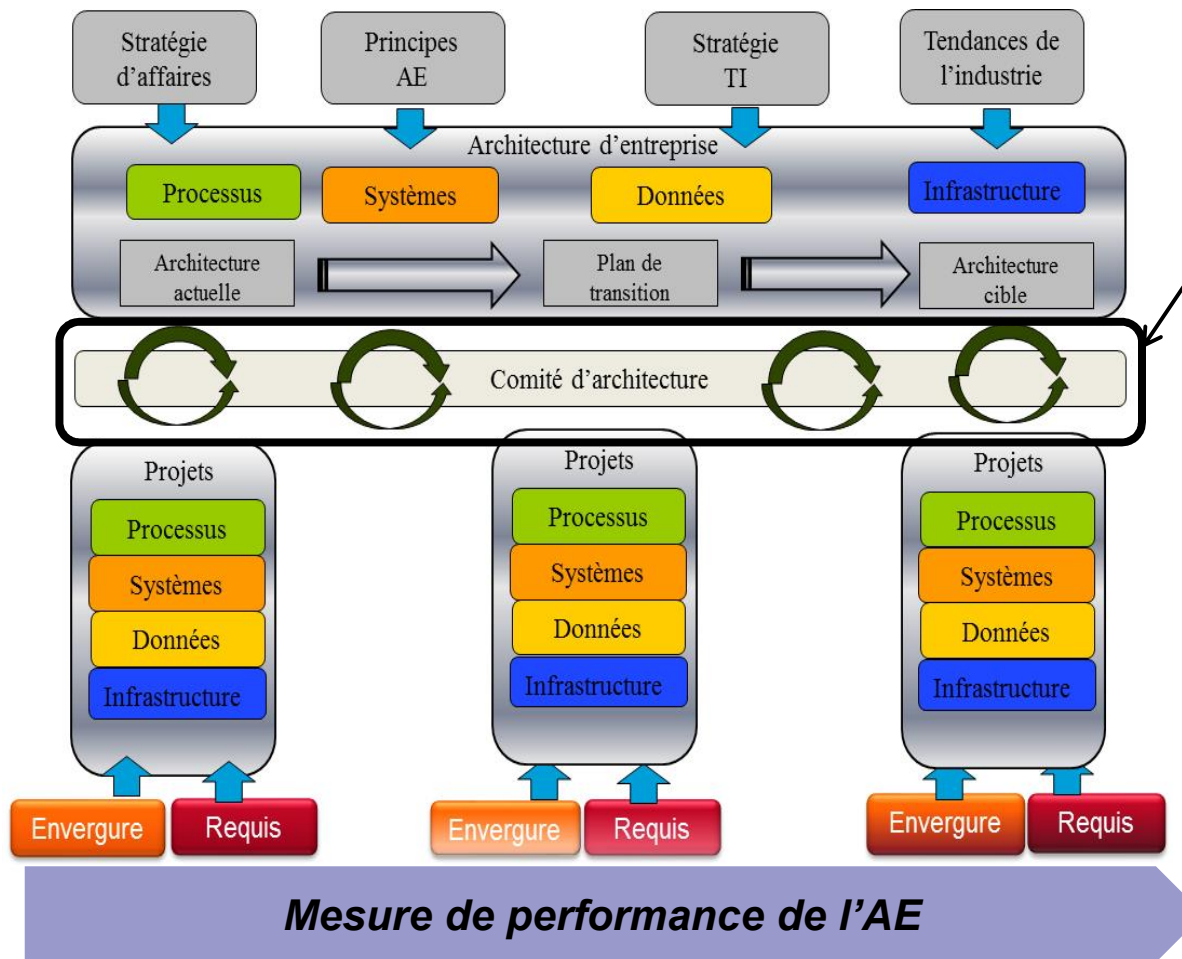 Stratégie
d’affaires
Principes
AE
Stratégie
TI
Tendances de
l’industrie
Architecture d’entreprise
Processus
Systèmes
Données
Infrastructure
Architecture
actuelle
Plan de
transition
Architecture
cible
Comité d’architecture
Projets
Processus
Systèmes
Données
Infrastructure
Projets
Processus
Systèmes
Données
Infrastructure
Projets
Processus
Systèmes
Données
Infrastructure
Envergure
Requis
Envergure
Requis
Envergure
Requis
Mesure de performance de l’AE